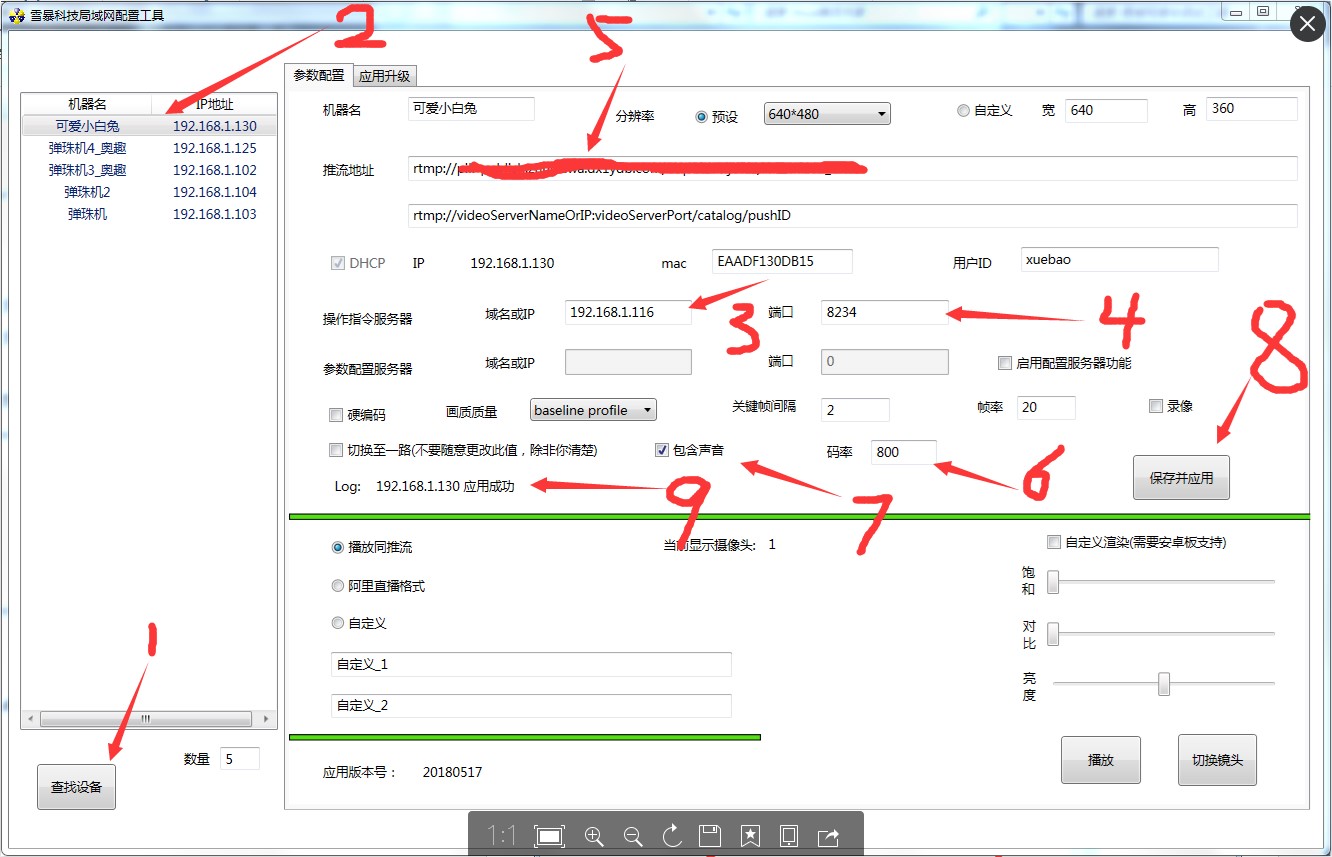 雪暴科技局域网配置工具
2
5
参数配置 应用升级
机器名 IP地址
可爱小白兔 192.168.1.130
弹珠机4_奥趣 192.168.1.125
弹珠机3_奥趣 192.168.1.102
弹珠机2 192.168.1.104
弹珠机 192.168.1.103
机器名 可爱小白兔 分辨率 预设 640*480 自定义 宽 640 高 360
推流地址 rtmp://
rtmp://videoServerNameOrIP:videoServerPort/catalog/pushID
DHCP IP 192.168.1.130 mac EAADF130DB15 用户ID xuebao
操作指令服务器 域名或IP 192.168.1.116 3 端口 8234 4
8
参数配置服务器 域名或IP 端口 0 启用配置服务器功能
硬编码 画质质量 baseline profile 关键帧间隔 2 帧率 20 录像
切换至一路(不要随意更改此值，除非你清楚) 包含声音 码率 800
6
保存并应用
Log: 192.168.1.130 应用成功 9 7
播放同推流 当前显示摄像头: 1 自定义渲染(需要安卓板支持)
阿里直播格式 饱和
自定义 对比
自定义_1 亮度
自定义_2
1
数量 5
查找设备
应用版本号： 20180517 播放 切换镜头
1:1